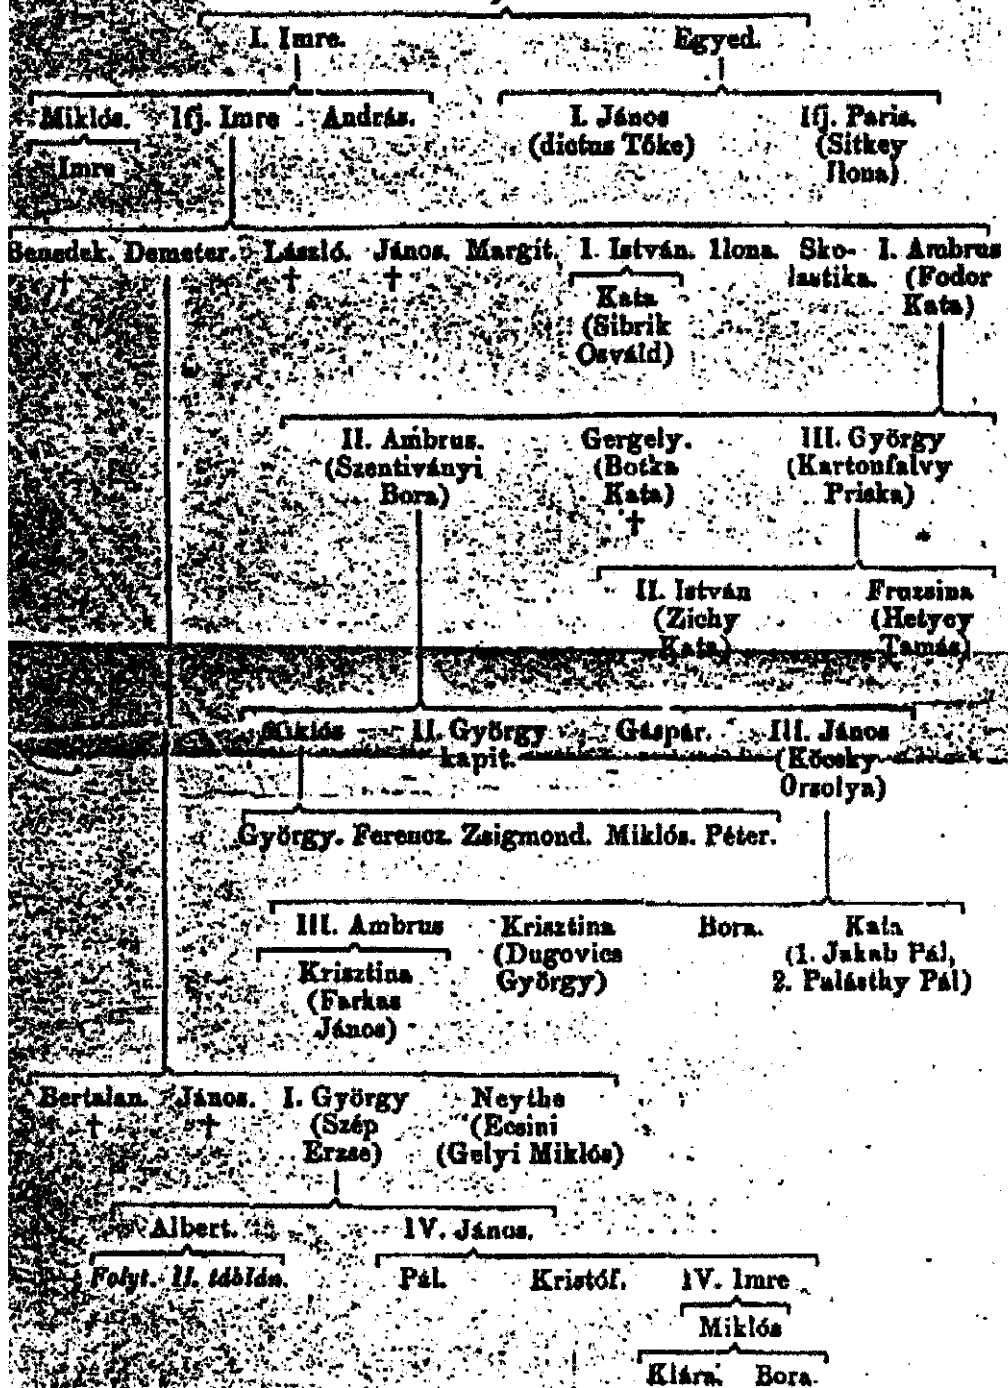 I. Imre. Egyed.
Miklós. Ifj. Imre András. I. János Ifj. Paris.
(dictus Tőke) (Sitkey
Imre Ilona)
Benedek. Demeter. László. János. Margit. I. István. Ilona. Sko- I. Ambrus
† † † lastika. (Fodor
Kata Kata)
(Sibrik
Osváld)
II. Ambrus. Gergely. III. György
(Szentiványi (Botka (Kartonfalvy
Bora) Kata) Priska)
†
II. István Fruzsina
(Zichy (Hetyey
Kata) Tamás)
Miklós II. György Gáspár. III. János
kapit. (Köcsky
Orsolya)
György. Ferencz. Zsigmond. Miklós. Péter.
III. Ambrus Krisztina Bora. Kata
(Dugovics (1. Jakab Pál,
Krisztina György) 2. Palásthy Pál)
(Farkas
János)
Bertalan. János. I. György Neythe
† † (Szép (Ecsini
Erzse) (Gelyi Miklós)
Albert. IV. János.
Folyt. II. táblán. Pál. Kristóf. IV. Imre
Miklós
Klára. Bora.